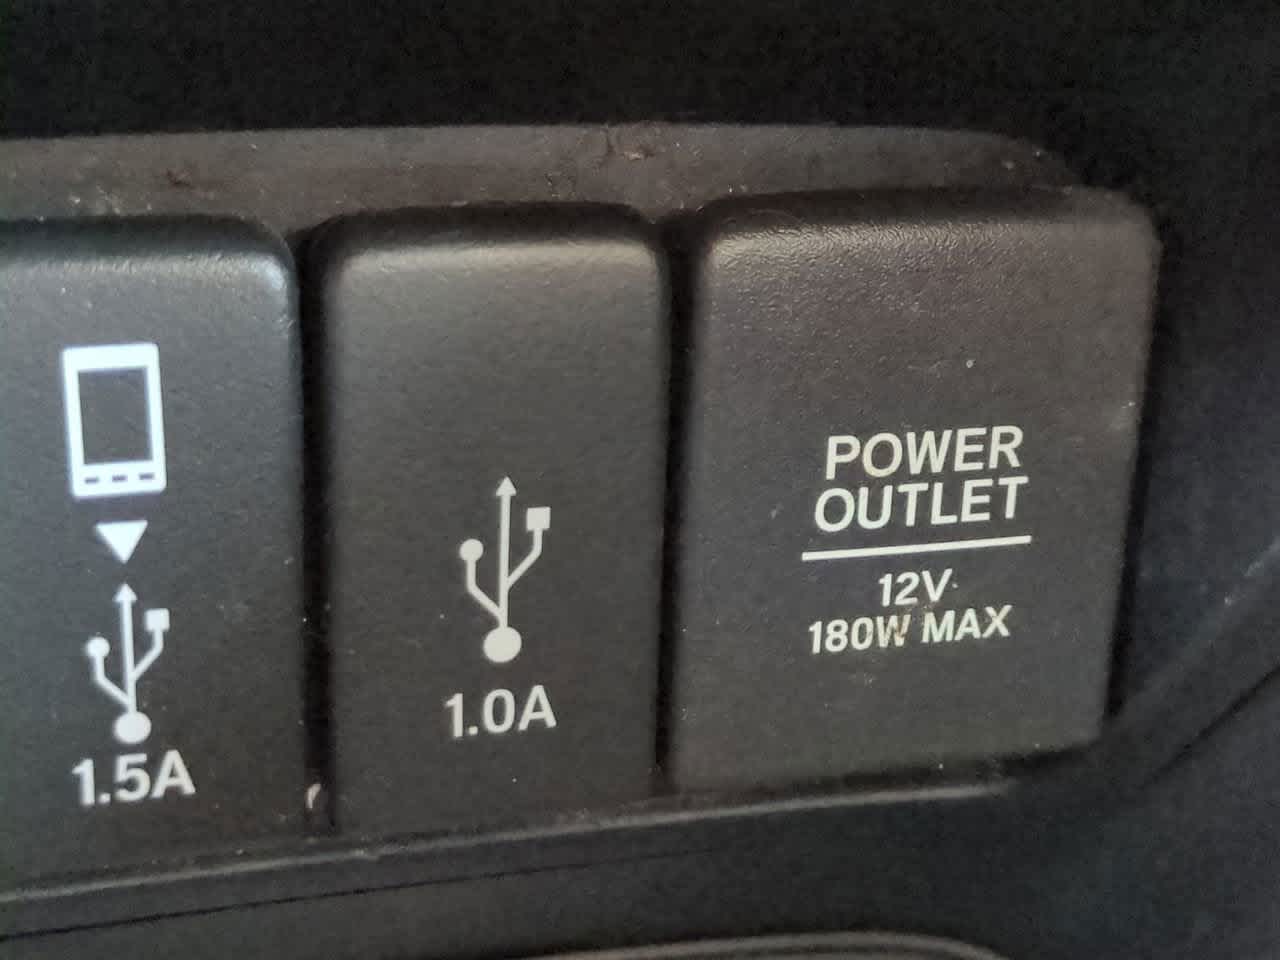 1.5A
1.0A
POWER
OUTLET
12V
180W MAX